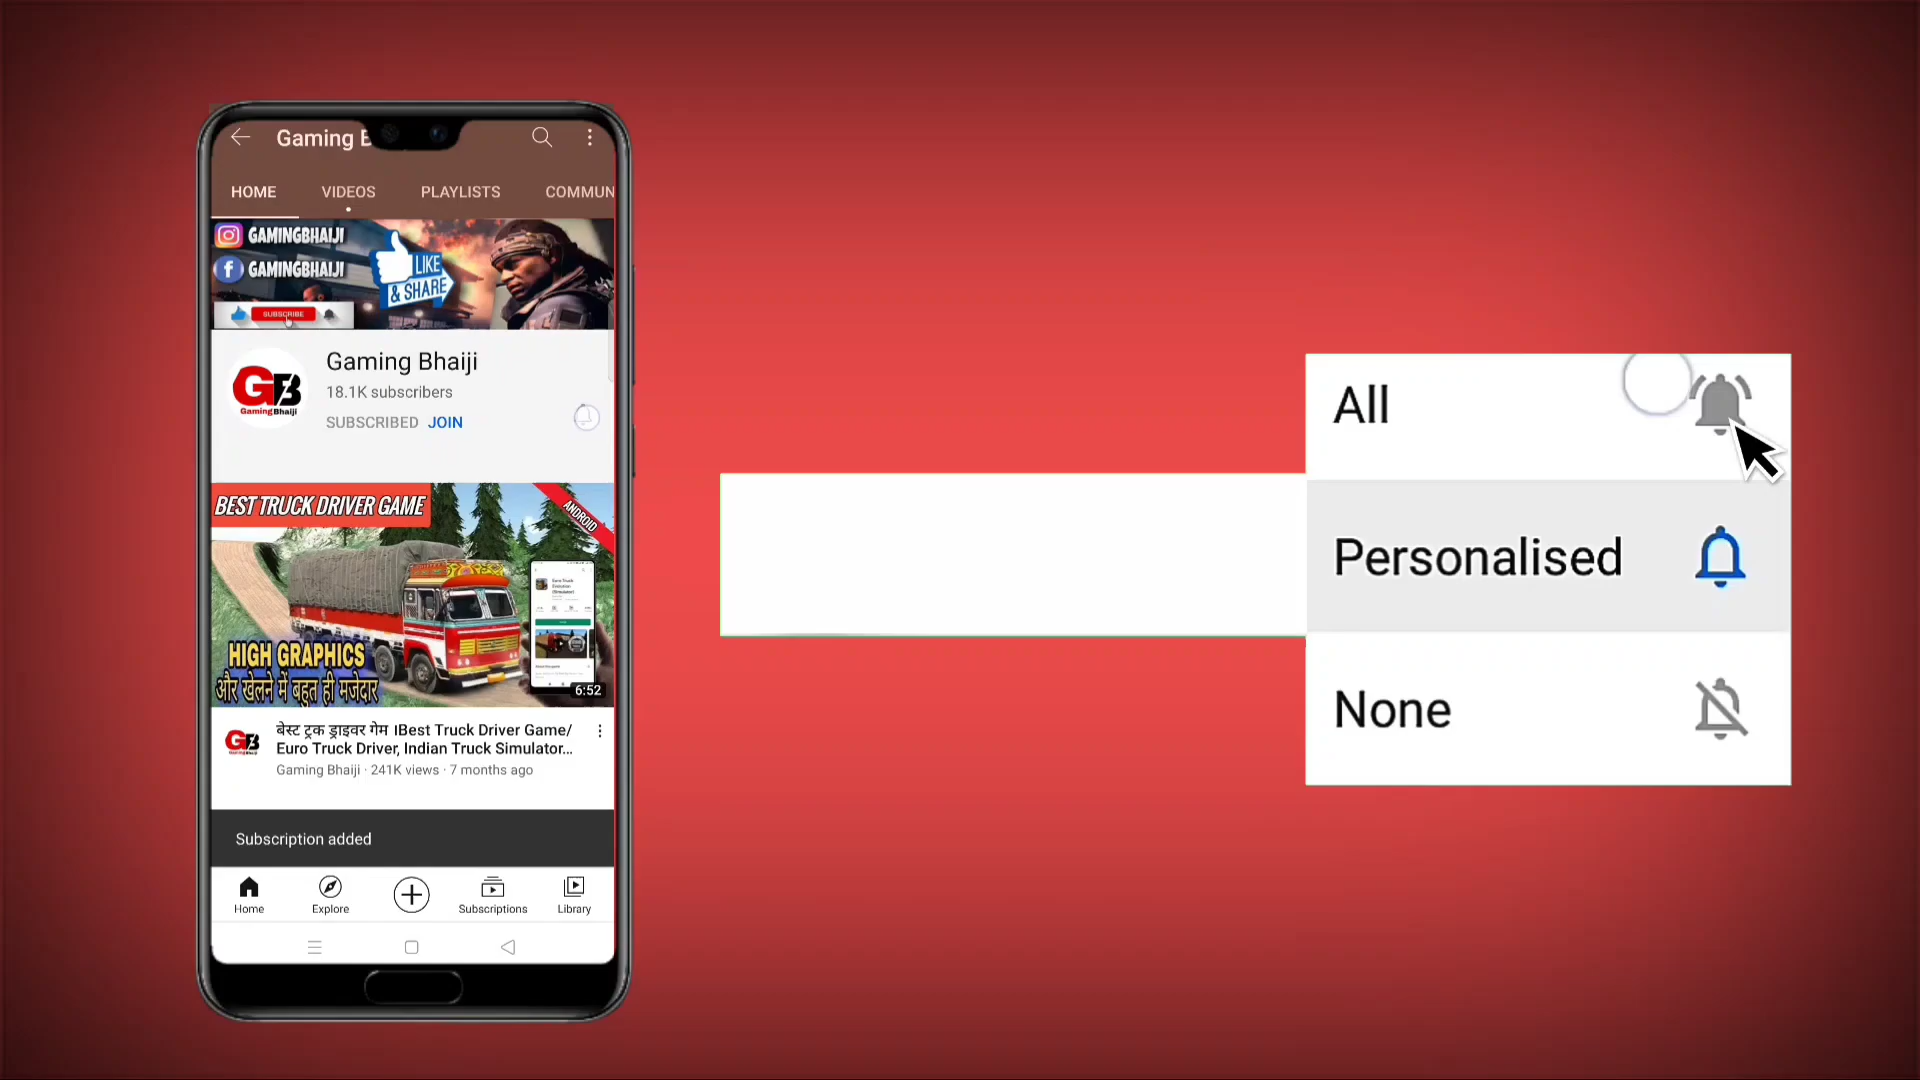 Gaming B
HOME VIDEOS PLAYLISTS COMMUN
GAMINGBHAIJI
GAMINGBHAIJI
LIKE
& SHARE
SUBSCRIBE
Gaming Bhaiji
18.1K subscribers
SUBSCRIBED JOIN
GB
GamingBhaiji
BEST TRUCK DRIVER GAME
ANDROID
HIGH GRAPHICS
और खेलने में बहुत ही मजेदार
6:52
बेस्ट ट्रक ड्राइवर गेम ।Best Truck Driver Game/
Euro Truck Driver, Indian Truck Simulator...
Gaming Bhaiji · 241K views · 7 months ago
Subscription added
Home Explore Subscriptions Library
All
Personalised
None